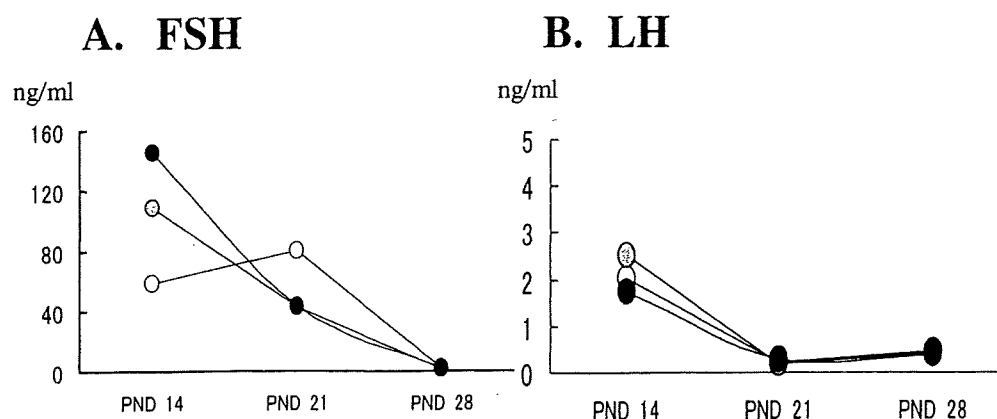 A. FSH
ng/ml
160
120
80
40
0
PND 14 PND 21 PND 28
B. LH
ng/ml
5
4
3
2
1
0
PND 14 PND 21 PND 28